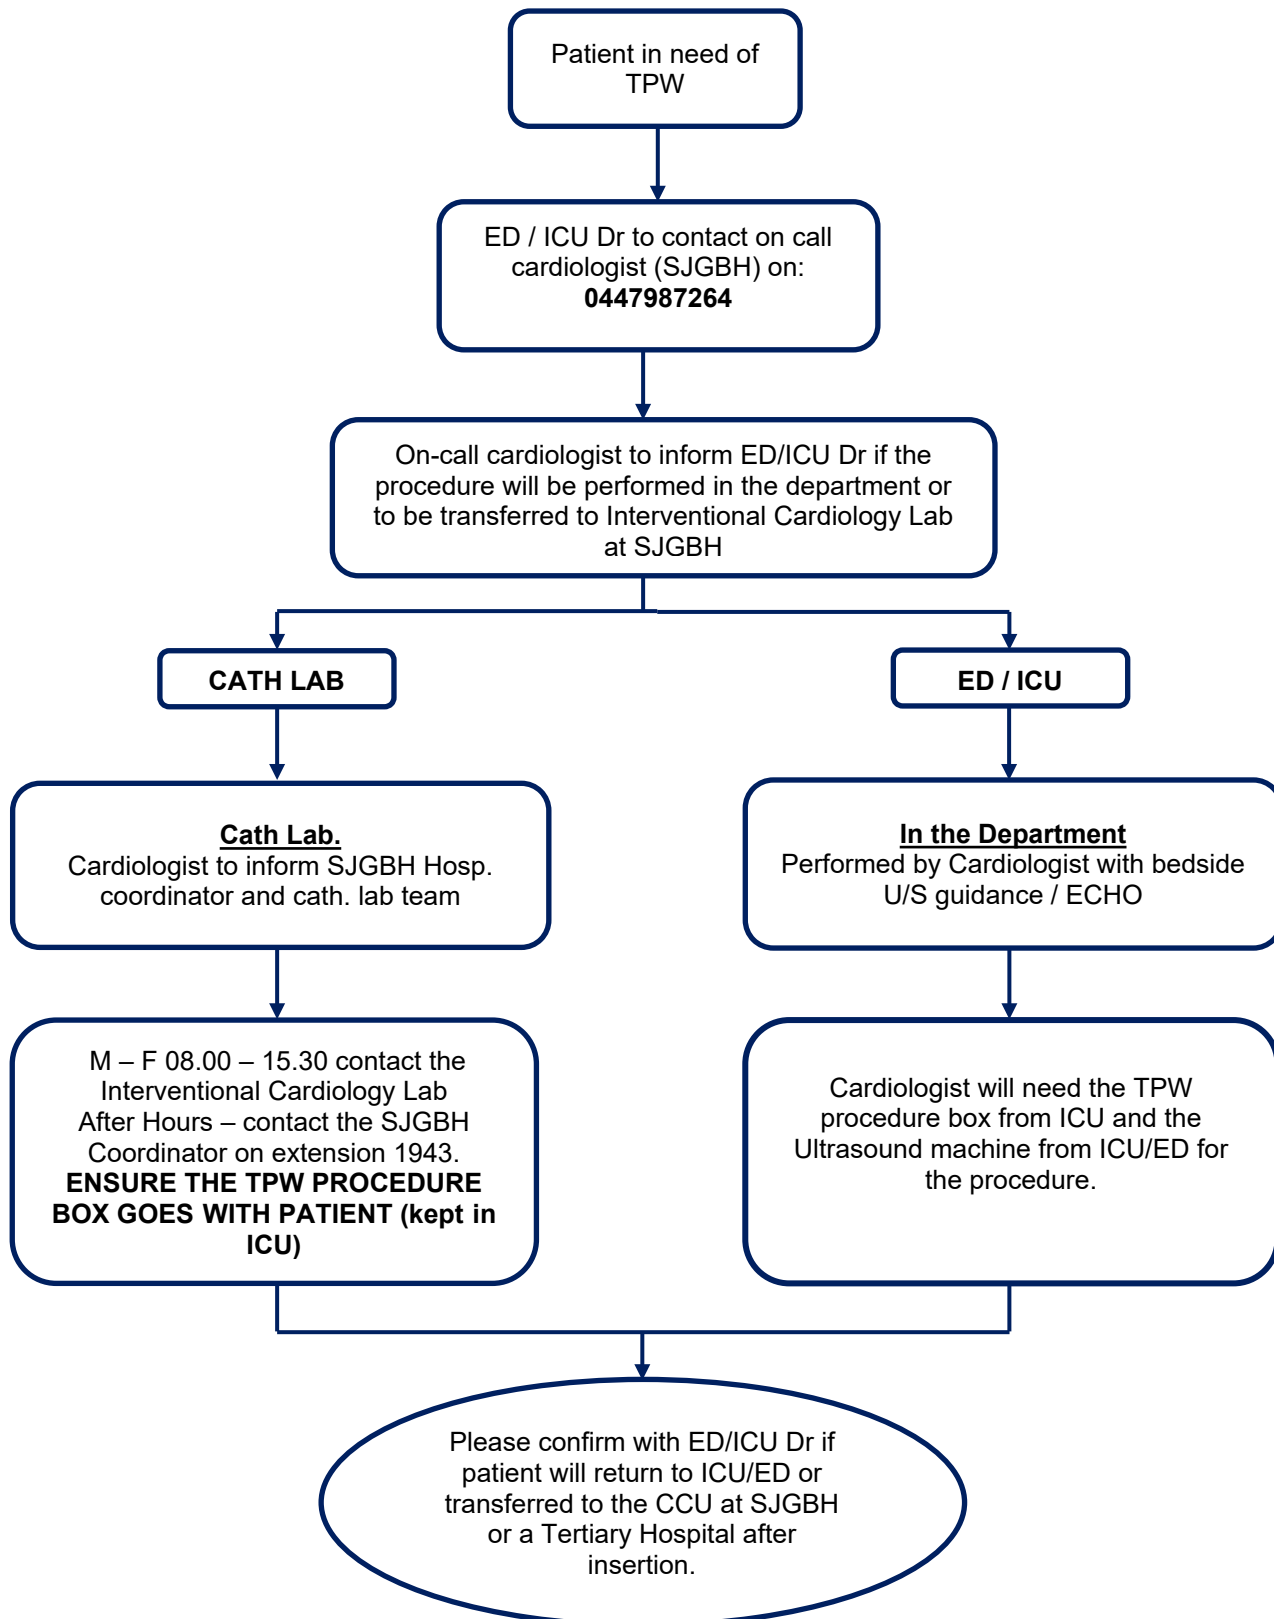 Patient in need of
TPW
ED / ICU Dr to contact on call
cardiologist (SJGBH) on:
0447987264
On-call cardiologist to inform ED/ICU Dr if the
procedure will be performed in the department or
to be transferred to Interventional Cardiology Lab
at SJGBH
CATH LAB
ED / ICU
Cath Lab.
Cardiologist to inform SJGBH Hosp.
coordinator and cath. lab team
In the Department
Performed by Cardiologist with bedside
U/S guidance / ECHO
M – F 08.00 – 15.30 contact the
Interventional Cardiology Lab
After Hours – contact the SJGBH
Coordinator on extension 1943.
ENSURE THE TPW PROCEDURE
BOX GOES WITH PATIENT (kept in
ICU)
Cardiologist will need the TPW
procedure box from ICU and the
Ultrasound machine from ICU/ED for
the procedure.
Please confirm with ED/ICU Dr if
patient will return to ICU/ED or
transferred to the CCU at SJGBH
or a Tertiary Hospital after
insertion.